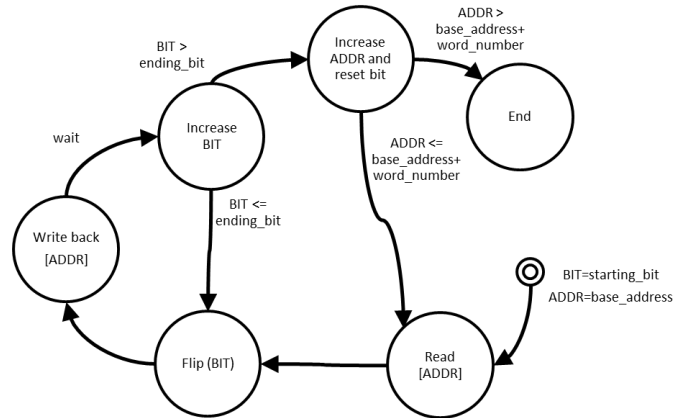 ADDR >
base_address+
word_number
Increase
ADDR and
reset bit
BIT >
ending_bit
End
Increase
BIT
wait
ADDR <=
base_address+
word_number
BIT <=
ending_bit
Write back
[ADDR]
BIT=starting_bit
ADDR=base_address
Flip (BIT)
Read
[ADDR]